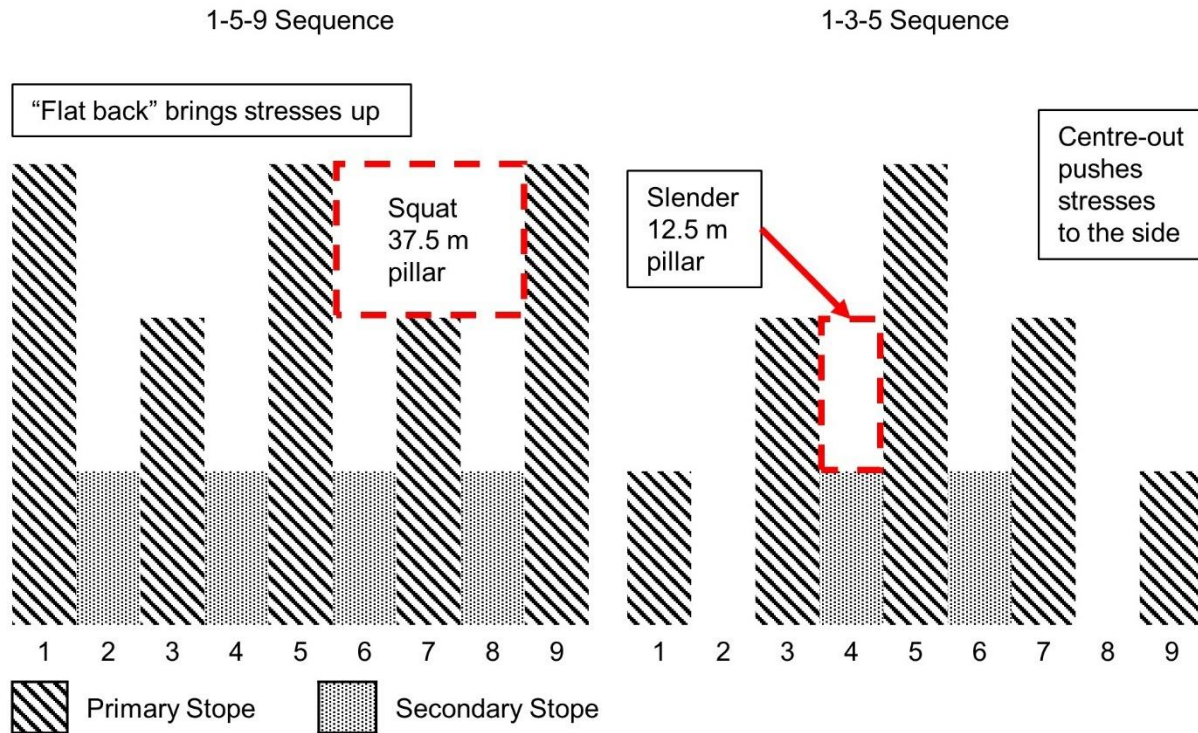 1-5-9 Sequence
1-3-5 Sequence
“Flat back” brings stresses up
Squat
37.5 m
pillar
Slender
12.5 m
pillar
Centre-out
pushes
stresses
to the side
1 2 3 4 5 6 7 8 9
1 2 3 4 5 6 7 8 9
Primary Stope
Secondary Stope